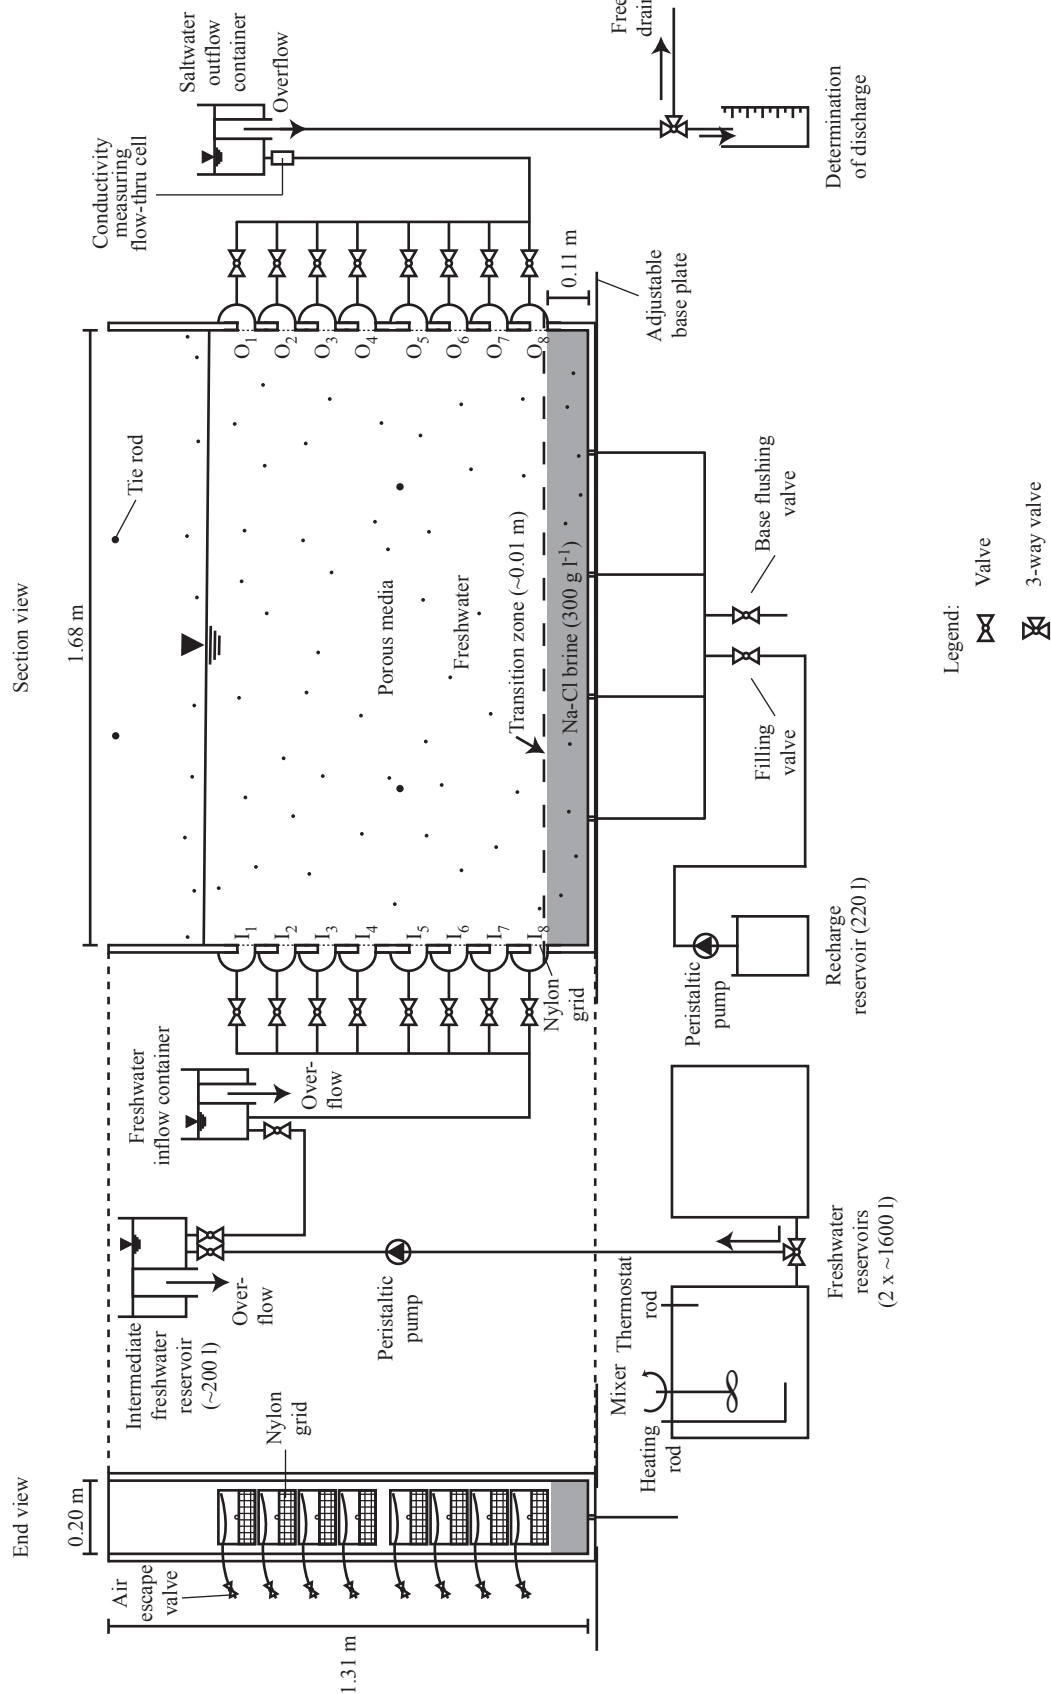 End view
Section view
0.20 m
1.68 m
1.31 m
Air
escape
valve
Nylon
grid
Intermediate
freshwater
reservoir
(~200 l)
Over-
flow
Freshwater
inflow container
Over-
flow
Peristaltic
pump
I1
I2
I3
I4
I5
I6
I7
I8
Nylon
grid
Tie rod
Porous media
Freshwater
Transition zone (~0.01 m)
Na-Cl brine (300 g l-1)
O1
O2
O3
O4
O5
O6
O7
O8
Conductivity
measuring
flow-thru cell
Saltwater
outflow
container
Overflow
0.11 m
Adjustable
base plate
Free
drain
Determination
of discharge
Heating
rod
Mixer
Thermostat
rod
Freshwater
reservoirs
(2 x ~1600 l)
Peristaltic
pump
Recharge
reservoir (220 l)
Filling
valve
Base flushing
valve
Legend:
Valve
3-way valve